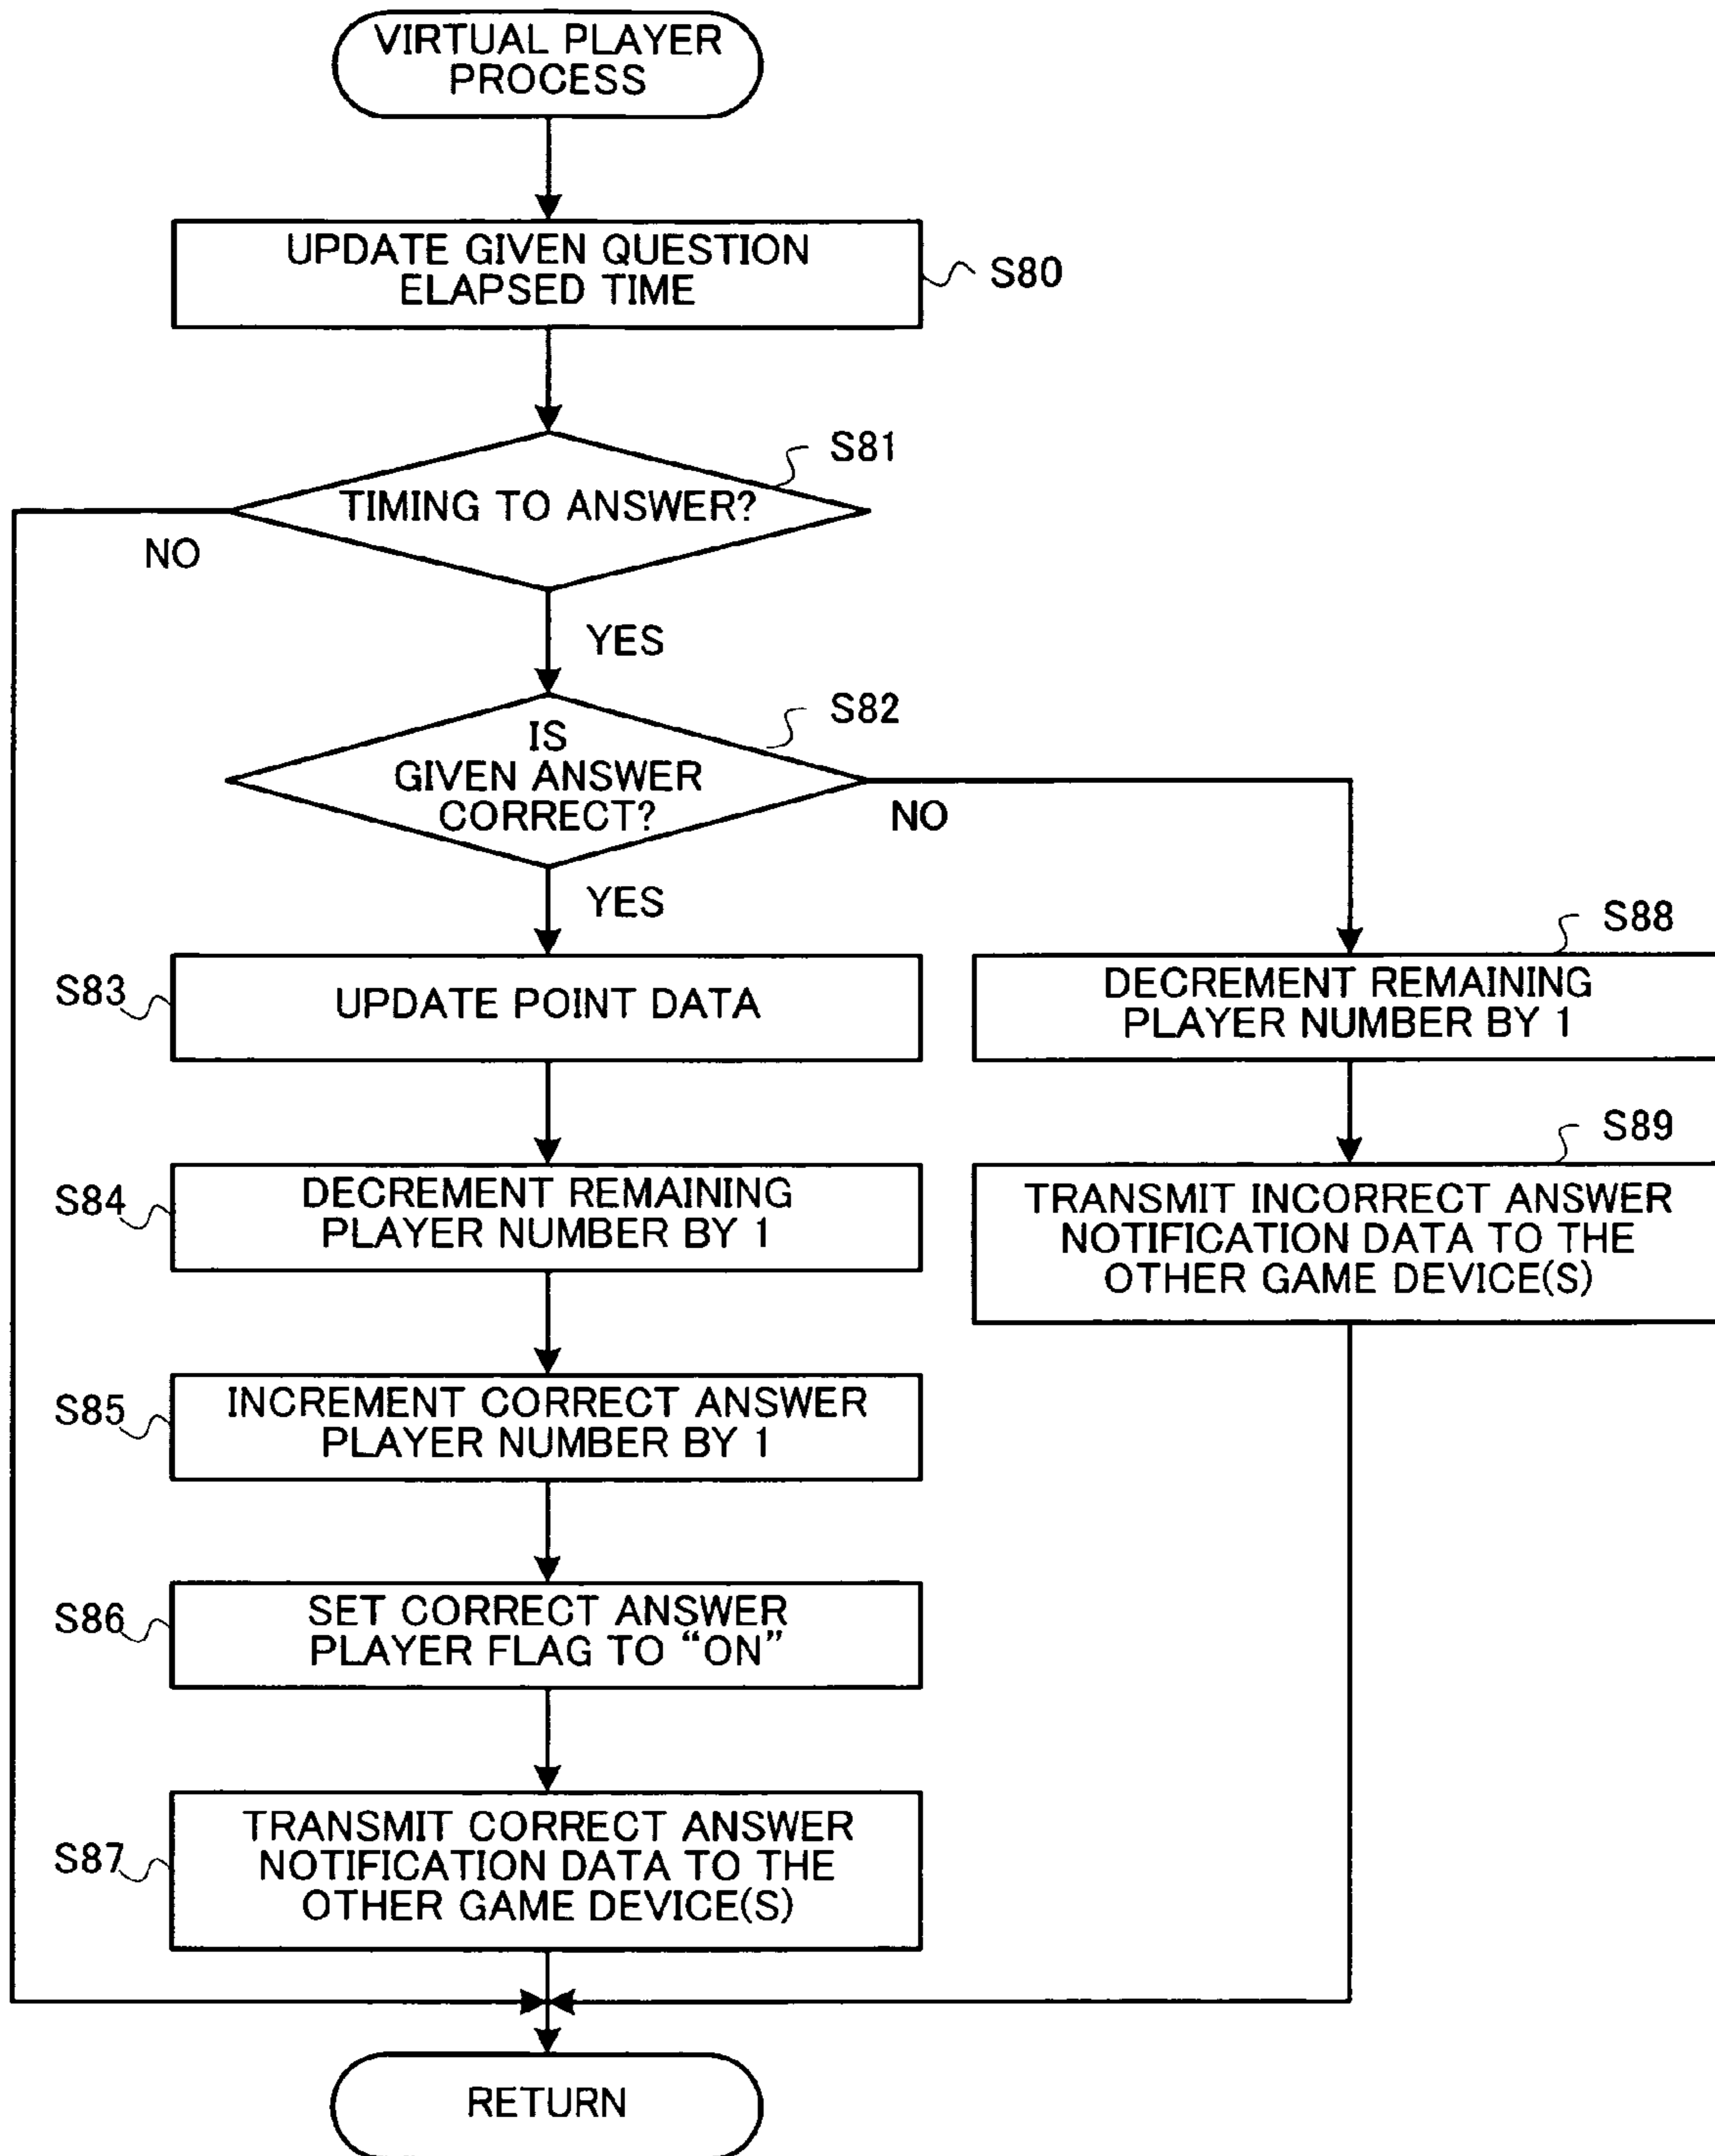 VIRTUAL PLAYER
PROCESS
UPDATE GIVEN QUESTION
ELAPSED TIME
S80
S81
TIMING TO ANSWER?
NO
YES
S82
IS
GIVEN ANSWER
CORRECT?
NO
YES
S83
UPDATE POINT DATA
S88
DECREMENT REMAINING
PLAYER NUMBER BY 1
S84
DECREMENT REMAINING
PLAYER NUMBER BY 1
S89
TRANSMIT INCORRECT ANSWER
NOTIFICATION DATA TO THE
OTHER GAME DEVICE(S)
S85
INCREMENT CORRECT ANSWER
PLAYER NUMBER BY 1
S86
SET CORRECT ANSWER
PLAYER FLAG TO “ON”
S87
TRANSMIT CORRECT ANSWER
NOTIFICATION DATA TO THE
OTHER GAME DEVICE(S)
RETURN